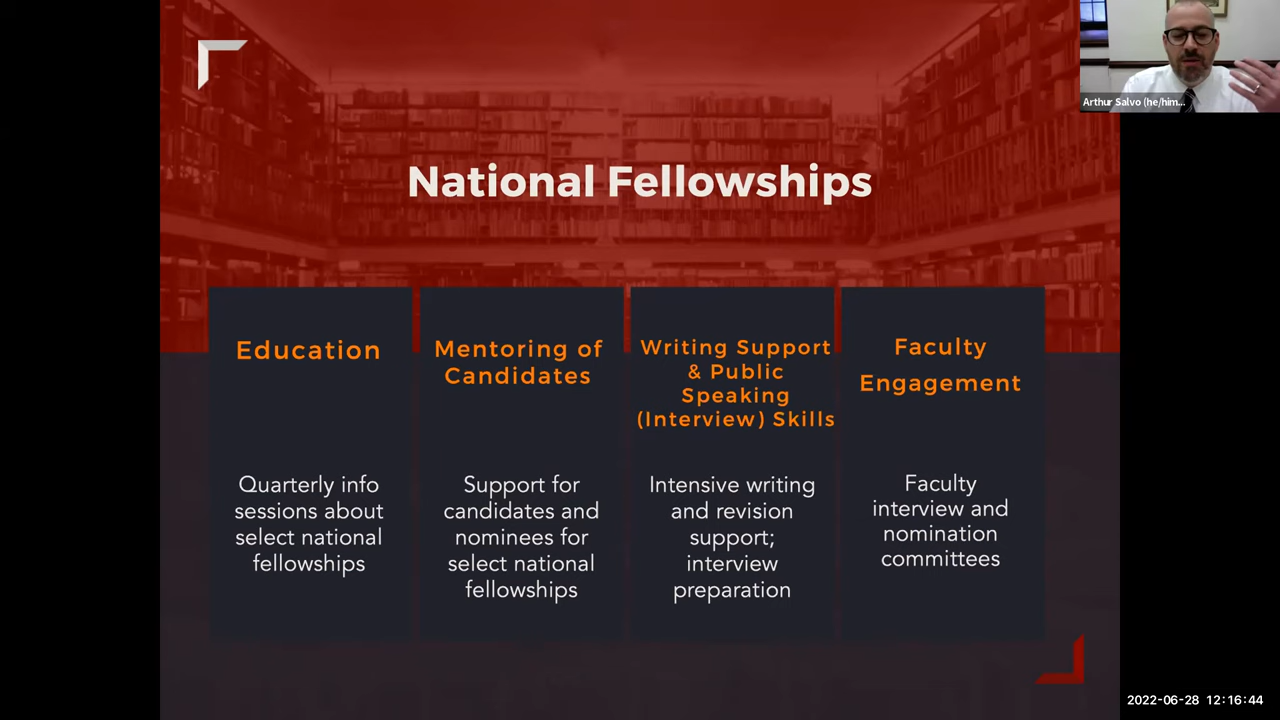 Arthur Salvo (he/him...
National Fellowships
Education
Quarterly info
sessions about
select national
fellowships
Mentoring of
Candidates
Support for
candidates and
nominees for
select national
fellowships
Writing Support
& Public
Speaking
(Interview) Skills
Intensive writing
and revision
support;
interview
preparation
Faculty
Engagement
Faculty
interview and
nomination
committees
2022-06-28 12:16:44